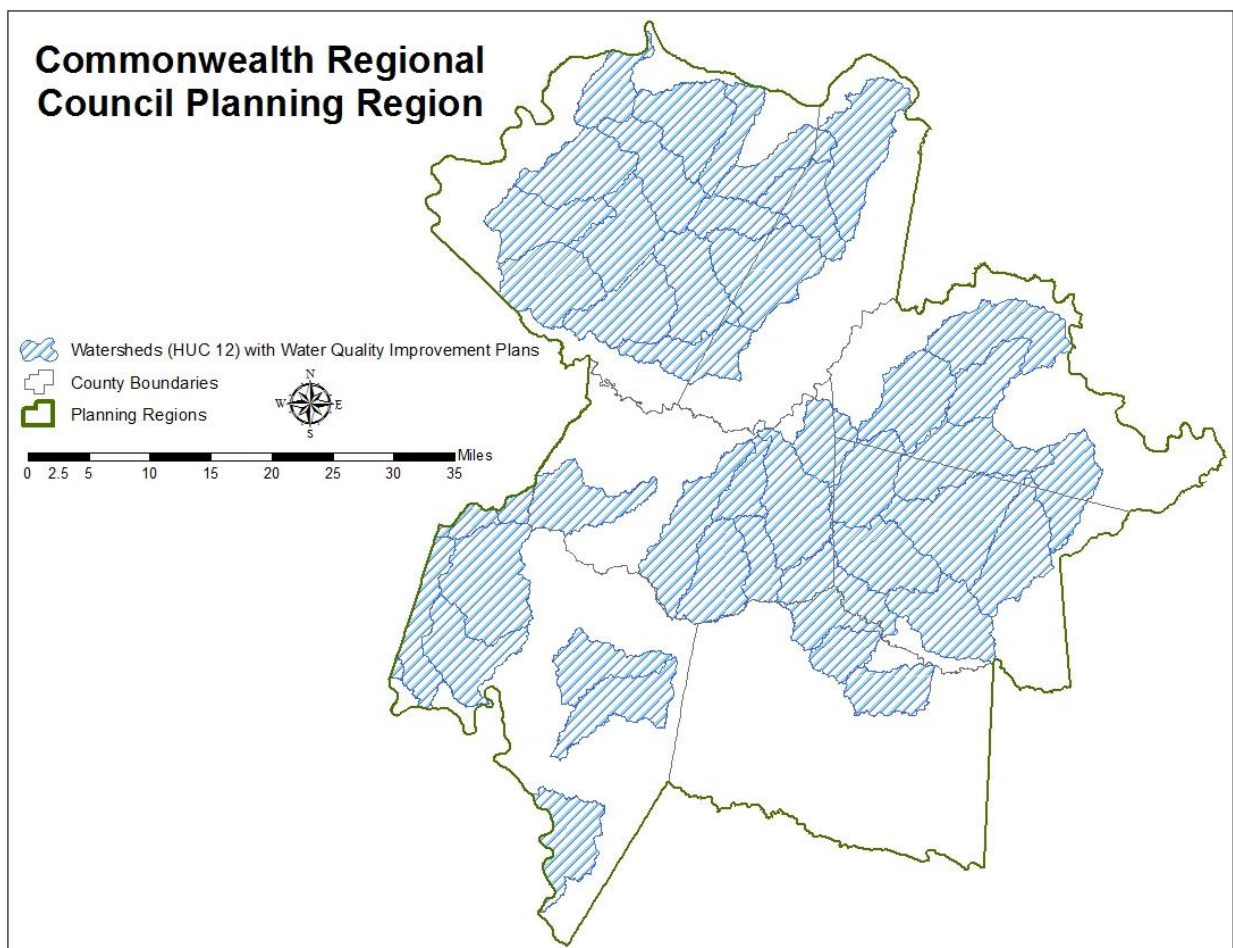 Commonwealth Regional
Council Planning Region
Watersheds (HUC 12) with Water Quality Improvement Plans
County Boundaries
Planning Regions
N
W E
S
Miles
0 2.5 5 10 15 20 25 30 35